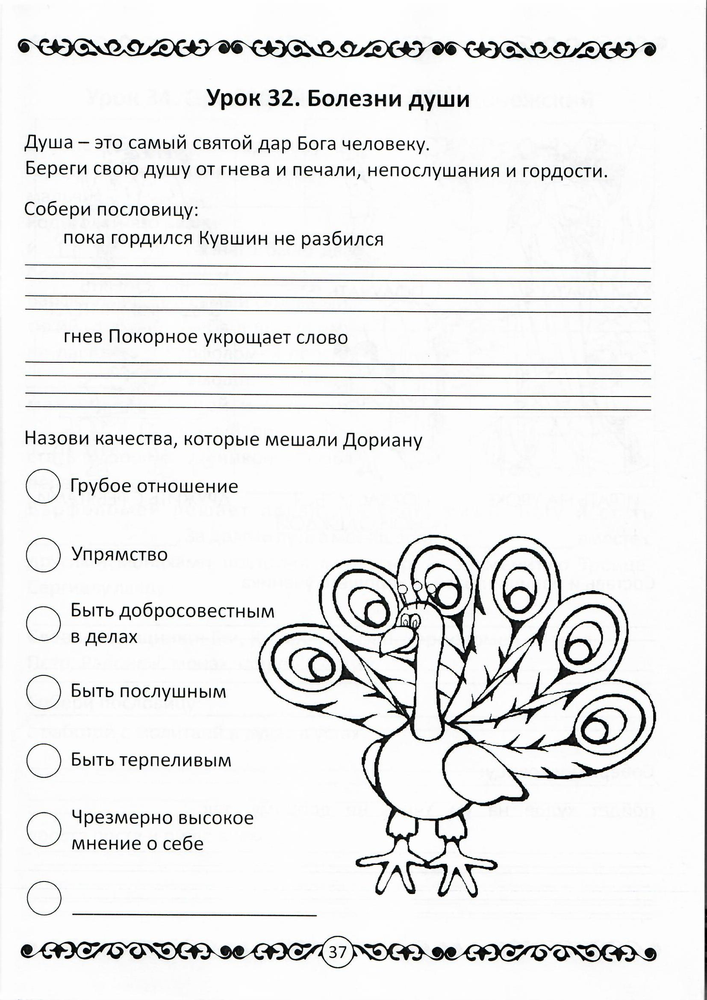 Урок 32. Болезни души
Душа – это самый святой дар Бога человеку.
Береги свою душу от гнева и печали, непослушания и гордости.
Собери пословицу:
пока гордился Кувшин не разбился
гнев Покорное укрощает слово
Назови качества, которые мешали Дориану
Грубое отношение
Упрямство
Быть добросовестным
в делах
Быть послушным
Быть терпеливым
Чрезмерно высокое
мнение о себе
37